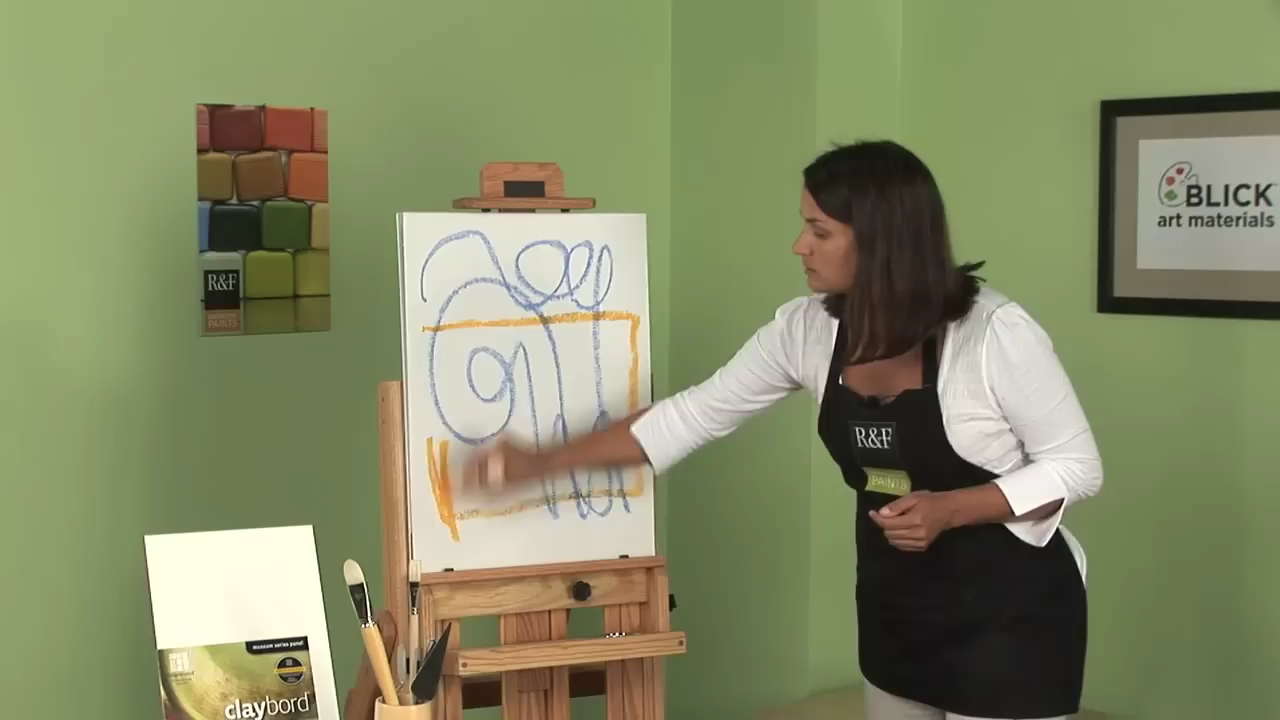 R&F
PAINTS
BLICK
art materials
R&F
PAINTS
museum series panel
claybord